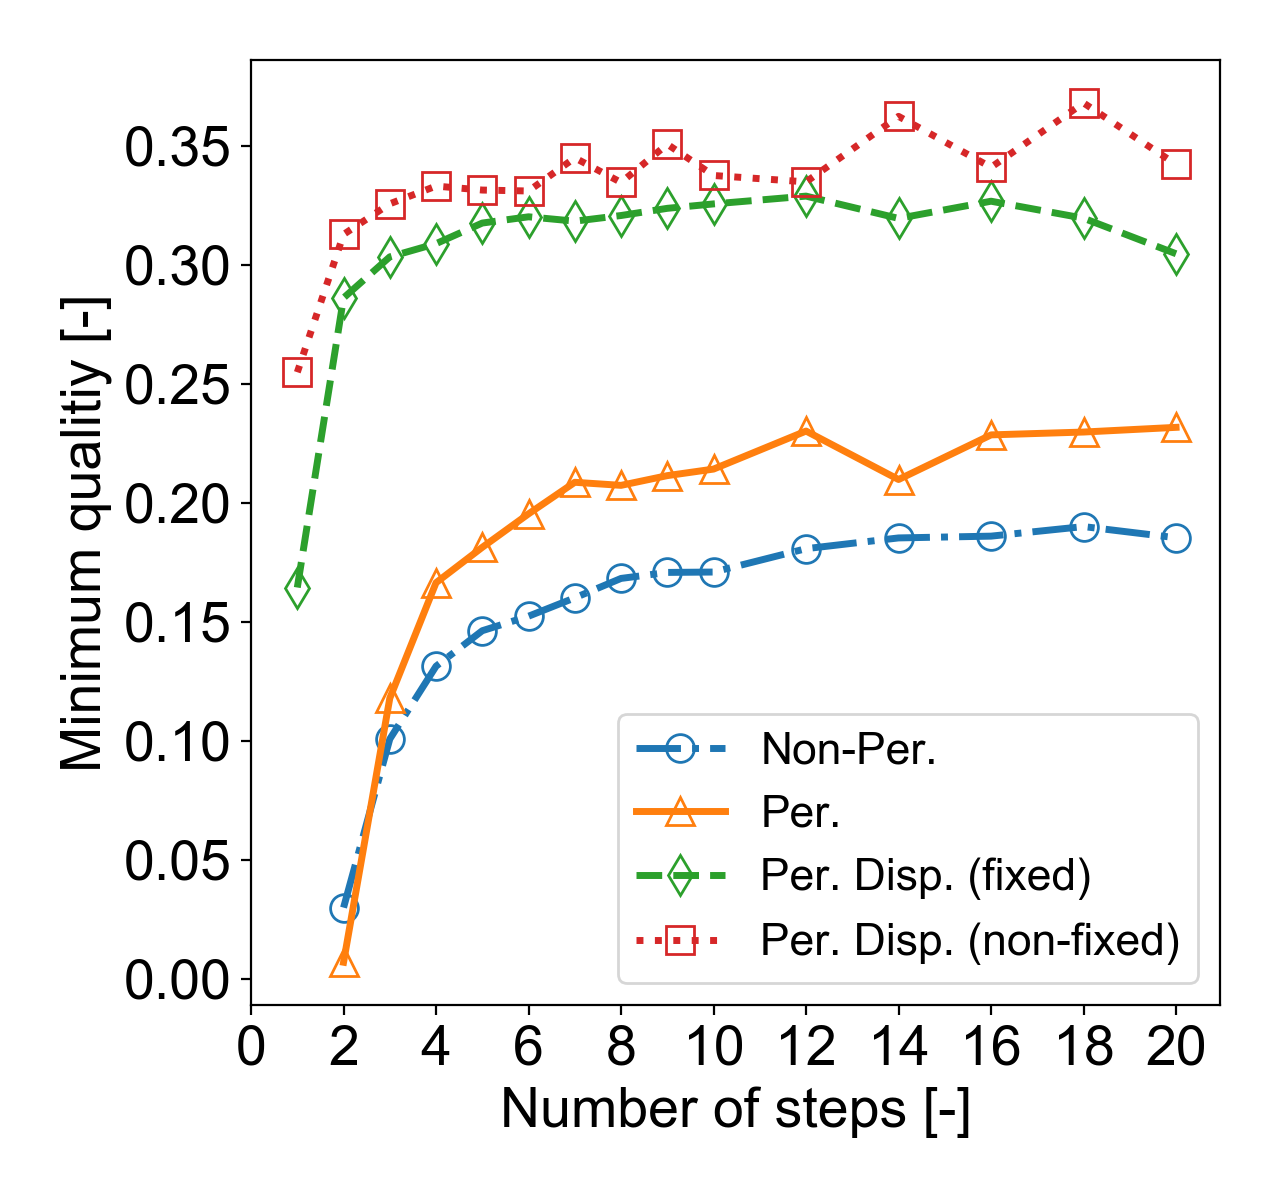 0.35
0.30
0.25
0.20
0.15
0.10
0.05
0.00
Minimum qualitiy [-]
0 2 4 6 8 10 12 14 16 18 20
Number of steps [-]
Non-Per.
Per.
Per. Disp. (fixed)
Per. Disp. (non-fixed)